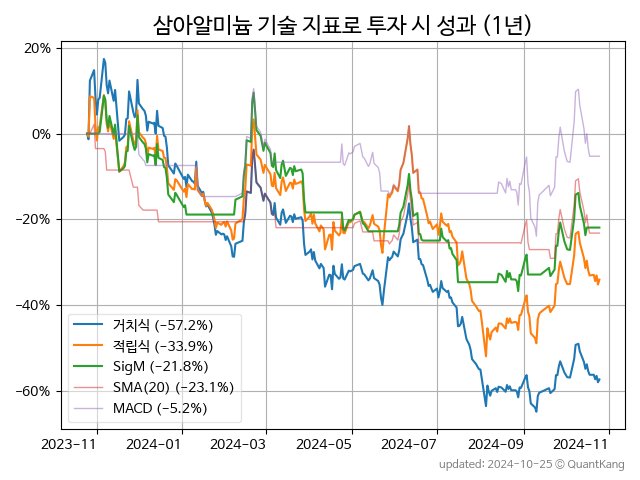 삼아알미늄 기술 지표로 투자 시 성과 (1년)
20%
0%
−20%
−40%
−60%
거치식 (−57.2%)
적립식 (−33.9%)
SigM (−21.8%)
SMA(20) (−23.1%)
MACD (−5.2%)
2023-11 2024-01 2024-03 2024-05 2024-07 2024-09 2024-11
updated: 2024-10-25 © QuantKang